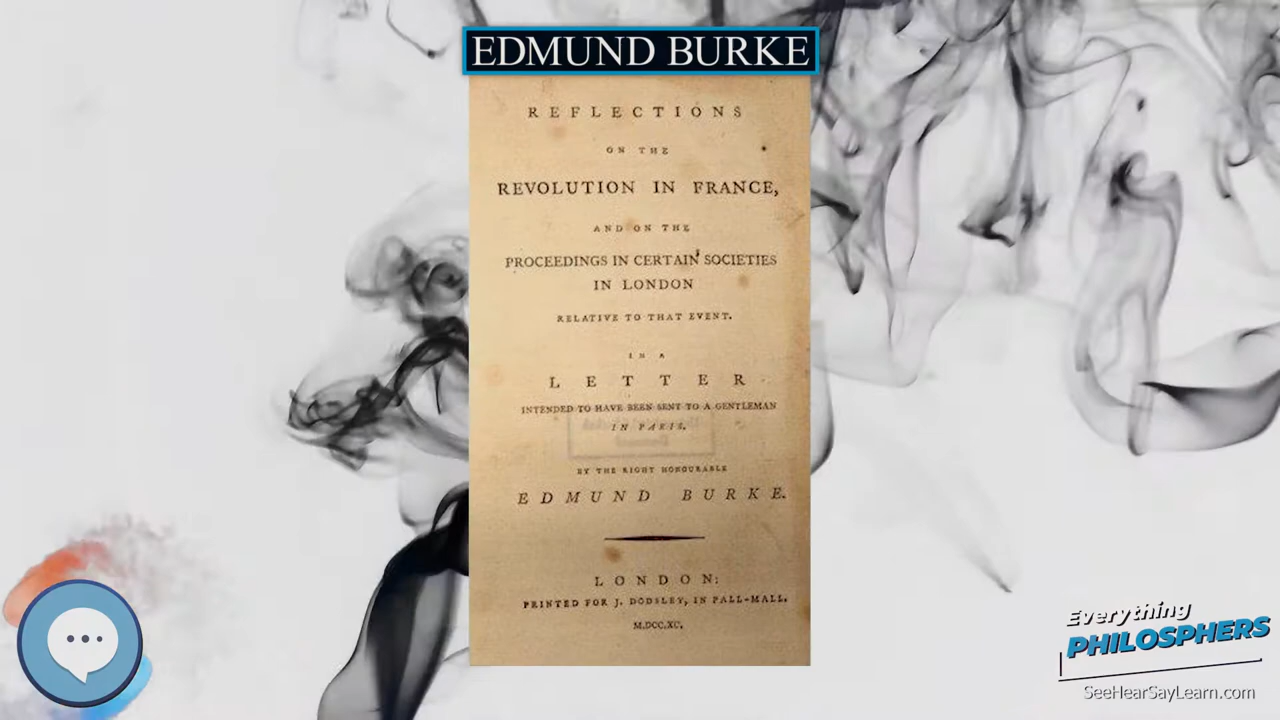 EDMUND BURKE
REFLECTIONS
ON THE
REVOLUTION IN FRANCE,
AND ON THE
PROCEEDINGS IN CERTAIN SOCIETIES
IN LONDON
RELATIVE TO THAT EVENT.
IN A
LETTER
INTENDED TO HAVE BEEN SENT TO A GENTLEMAN
IN PARIS.
BY THE RIGHT HONOURABLE
EDMUND BURKE.
LONDON:
PRINTED FOR J. DODSLEY, IN PALL-MALL.
M.DCC.XC.
Everything
PHILOSPHERS
SeeHearSayLearn.com